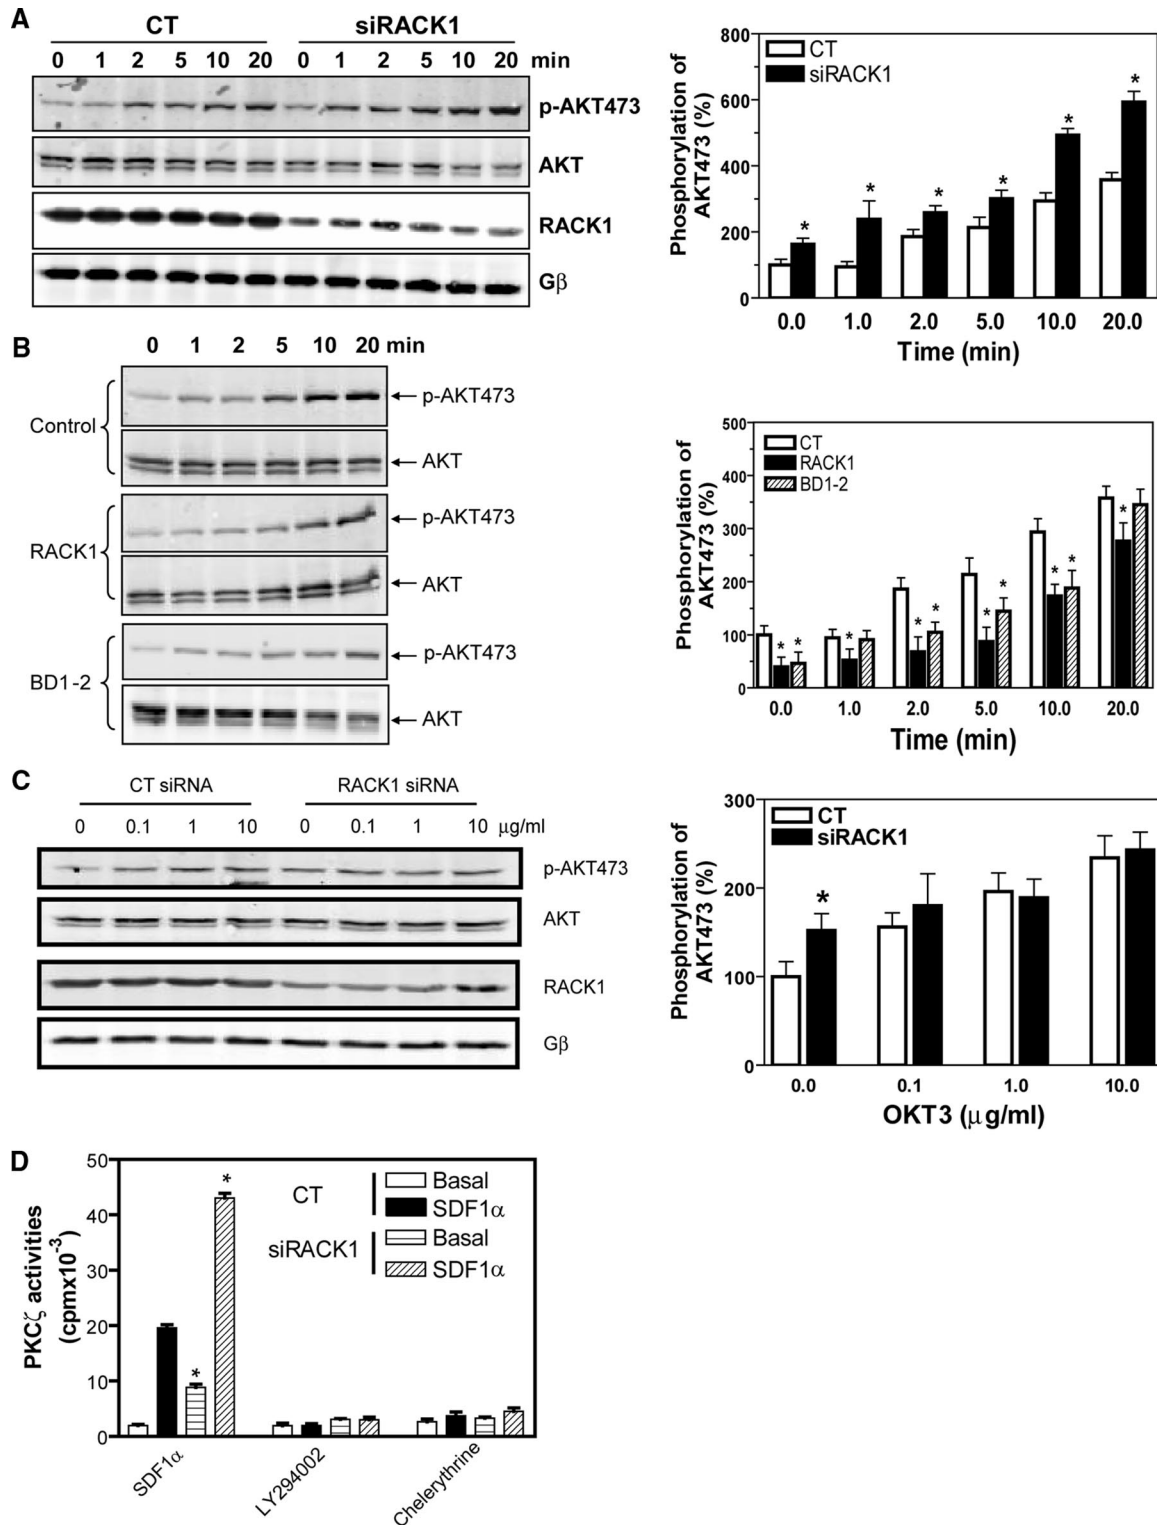 A
CT siRACK1
0 1 2 5 10 20 0 1 2 5 10 20 min
p-AKT473
AKT
RACK1
Gβ
Phosphorylation of
AKT473 (%)
800
600
400
200
0
CT
siRACK1
* * * * * *
0.0 1.0 2.0 5.0 10.0 20.0
Time (min)
B
0 1 2 5 10 20 min
Control
p-AKT473
AKT
RACK1
p-AKT473
AKT
BD1-2
p-AKT473
AKT
Phosphorylation of
AKT473 (%)
500
400
300
200
100
0
CT
RACK1
BD1-2
* * * * * * * * * *
0.0 1.0 2.0 5.0 10.0 20.0
Time (min)
C
CT siRNA RACK1 siRNA
0 0.1 1 10 0 0.1 1 10 μg/ml
p-AKT473
AKT
RACK1
Gβ
Phosphorylation of
AKT473 (%)
300
200
100
0
CT
siRACK1
*
0.0 0.1 1.0 10.0
OKT3 (μg/ml)
D
PKCζ activities
(cpmx10⁻³)
50
40
30
20
10
0
* *
CT
Basal
SDF1α
siRACK1
Basal
SDF1α
SDF1α
LY294002
Chelerythrine